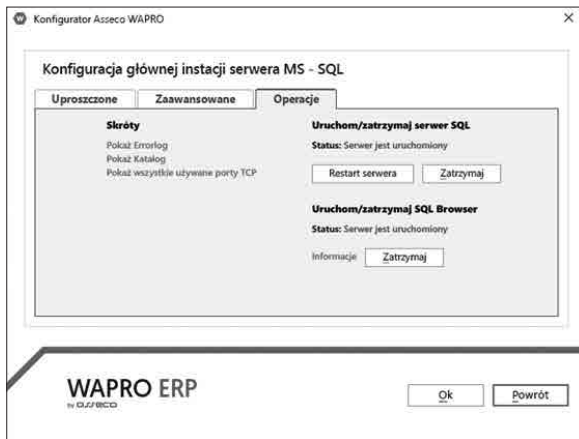 Konfigurator Asseco WAPRO
Konfiguracja głównej instacji serwera MS - SQL
Uproszczone
Zaawansowane
Operacje
Skróty
Pokaż Errorlog
Pokaż Katalog
Pokaż wszystkie używane porty TCP
Uruchom/zatrzymaj serwer SQL
Status: Serwer jest uruchomiony
Restart serwera
Zatrzymaj
Uruchom/zatrzymaj SQL Browser
Status: Serwer jest uruchomiony
Informacje
Zatrzymaj
WAPRO ERP
by asseco
Ok
Powrót